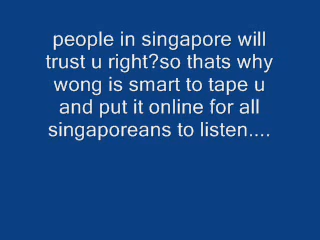 people in singapore will
trust u right?so thats why
wong is smart to tape u
and put it online for all
singaporeans to listen....